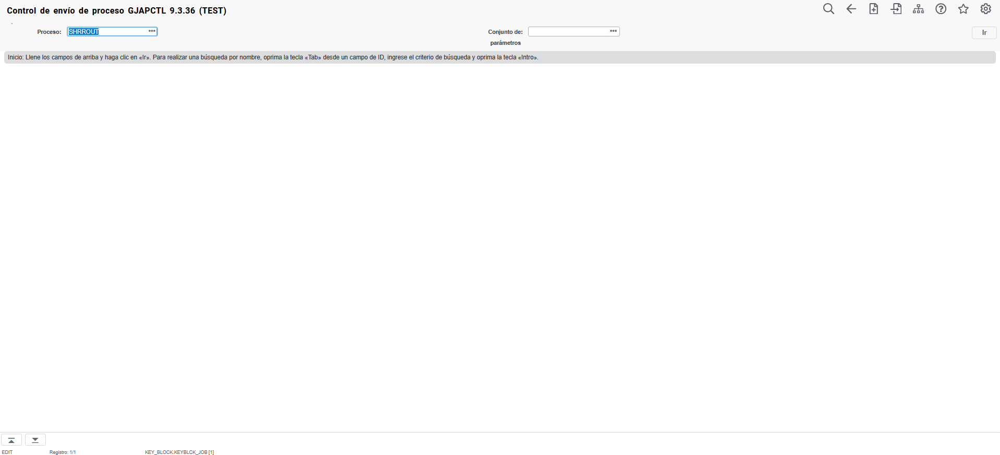 Control de envío de proceso GJAPCTL 9.3.36 (TEST)
.
Proceso: SHRROUT ••• Conjunto de: ••• Ir
parámetros
Inicio: Llene los campos de arriba y haga clic en «Ir». Para realizar una búsqueda por nombre, oprima la tecla «Tab» desde un campo de ID, ingrese el criterio de búsqueda y oprima la tecla «Intro».
EDIT Registro: 1/1 KEY_BLOCK.KEYBLCK_JOB [1]